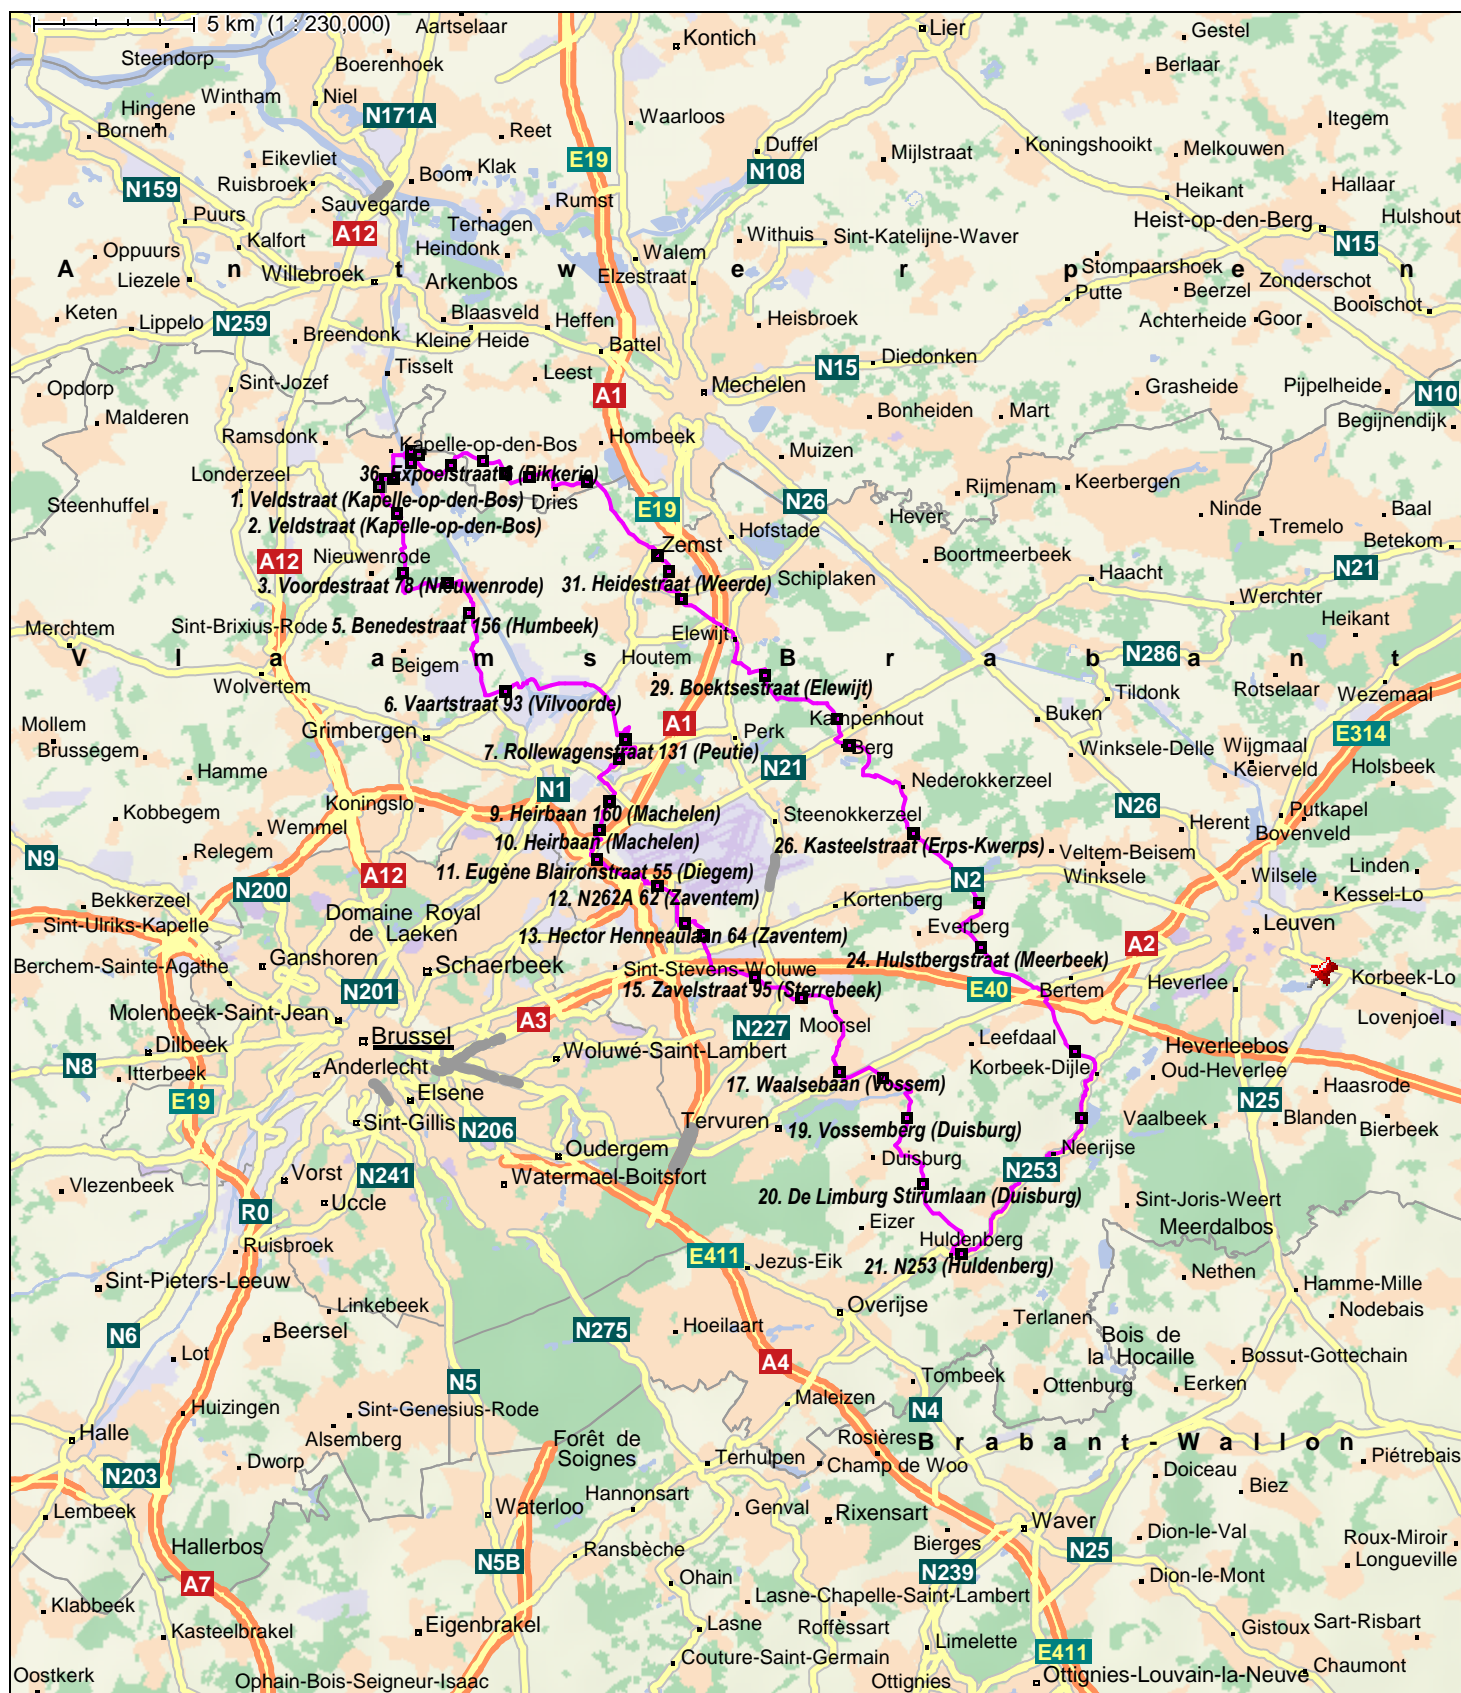 5 km (1 : 230,000)
Aartselaar
Lier
Gestel
Kontich
Steendorp
Boerenhoek
Berlaar
Hingene
Wintham
Niel
N171A
Waarloos
Itegem
Bornem
Reet
Duffel
Mijlstraat
Koningshooikt
Melkouwen
E19
Eikevliet
Klak
N108
Ruisbroek
Boom
Hallaar
N159
Heikant
Sauvegarde
Rumst
Puurs
Terhagen
Heist-op-den-Berg
Hulshout
A12
Kalfort
Heindonk
Walem
Withuis
Sint-Katelijne-Waver
N15
Oppuurs
A n t w e r p e n
Liezele
Willebroek
Arkenbos
Elzestraat
Stompaarshoek
Zonderschot
Putte
Beerzel
Booischot
Keten
Lippelo
N259
Blaasveld
Heffen
Heisbroek
Achterheide
Goor
Breendonk
Kleine Heide
Battel
Tisselt
N15
Diedonken
Opdorp
Sint-Jozef
Leest
A1
Mechelen
Grasheide
Pijpelheide
N10
Malderen
Bonheiden
Mart
Begijnendijk
Ramsdonk
Kapelle-op-den-Bos
Hombeek
Muizen
Londerzeel
36. Expoelstraat 6 (Bikkerie)
Steenhuffel
1. Veldstraat (Kapelle-op-den-Bos)
Dries
E19
N26
Rijmenam
Keerbergen
2. Veldstraat (Kapelle-op-den-Bos)
Hever
Ninde
Baal
Hofstade
Tremelo
Betekom
A12
Nieuwenrode
Zemst
Boortmeerbeek
N21
3. Voordestraat 78 (Nieuwenrode)
31. Heidestraat (Weerde)
Schiplaken
Haacht
Werchter
Merchtem
Sint-Brixius-Rode
5. Benedestraat 156 (Humbeek)
Elewijt
Heikant
V l a a m s B r a b a n t
Beigem
Houtem
N286
Wolvertem
29. Boektsestraat (Elewijt)
Tildonk
Rotselaar
Wezemaal
6. Vaartstraat 93 (Vilvoorde)
Mollem
Grimbergen
A1
Kampenhout
Buken
Brussegem
7. Rollewagenstraat 131 (Peutie)
Perk
Berg
Winksele-Delle
Wijgmaal
E314
Hamme
N21
Keierveld
Holsbeek
N1
Nederokkerzeel
Kobbegem
Koningslo
9. Heirbaan 160 (Machelen)
Steenokkerzeel
N26
Putkapel
Wemmel
10. Heirbaan (Machelen)
26. Kasteelstraat (Erps-Kwerps)
Herent
Bovenveld
N9
Relegem
Veltem-Beisem
Linden
11. Eugène Blaironstraat 55 (Diegem)
Winksele
Wilsele
N200
A12
12. N262A 62 (Zaventem)
N2
Kessel-Lo
Bekkerzeel
Domaine Royal
de Laeken
Kortenberg
Leuven
Sint-Ulriks-Kapelle
13. Hector Henneaulaan 64 (Zaventem)
Everberg
A2
Berchem-Sainte-Agathe
Ganshoren
Schaerbeek
Sint-Stevens-Woluwe
24. Hulstbergstraat (Meerbeek)
N201
15. Zavelstraat 95 (Sterrebeek)
E40
Bertem
Heverlee
Korbeek-Lo
Molenbeek-Saint-Jean
A3
N227
Moorsel
Lovenjoel
Dilbeek
Brussel
Woluwé-Saint-Lambert
Leefdaal
Heverleebos
N8
Itterbeek
Anderlecht
Korbeek-Dijle
Oud-Heverlee
Elsene
17. Waalsebaan (Vossem)
Haasrode
E19
Sint-Gillis
N206
Tervuren
19. Vossemberg (Duisburg)
Vaalbeek
N25
Blanden
Bierbeek
Oudergem
Duisburg
Neerijse
Vlezenbeek
Vorst
N241
Watermael-Boitsfort
N253
Uccle
20. De Limburg Stirumlaan (Duisburg)
Sint-Joris-Weert
R0
Eizer
Meerdalbos
Ruisbroek
Huldenberg
E411
Jezus-Eik
21. N253 (Huldenberg)
Sint-Pieters-Leeuw
Nethen
Hamme-Mille
Linkebeek
Overijse
Nodebais
N6
Beersel
N275
Hoeilaart
Terlanen
Bois de
la Hocaille
Lot
A4
Bossut-Gottechain
N5
Tombeek
Ottenburg
Eerken
Huizingen
Sint-Genesius-Rode
Maleizen
N4
Halle
Alsemberg
Forêt de
Soignes
Rosières
B r a b a n t - W a l l o n
N203
Dworp
Terhulpen
Champ de Woo
Doiceau
Piétrebais
Biez
Lembeek
Waterloo
Hannonsart
Genval
Rixensart
Waver
Hallerbos
Bierges
Dion-le-Val
Roux-Miroir
N5B
Ransbèche
N25
Longueville
A7
Ohain
N239
Dion-le-Mont
Klabbeek
Lasne-Chapelle-Saint-Lambert
Kasteelbrakel
Eigenbrakel
Lasne
Roffèssart
Limelette
Gistoux
Sart-Risbart
E411
Couture-Saint-Germain
Oostkerk
Ophain-Bois-Seigneur-Isaac
Ottignies
Ottignies-Louvain-la-Neuve
Chaumont